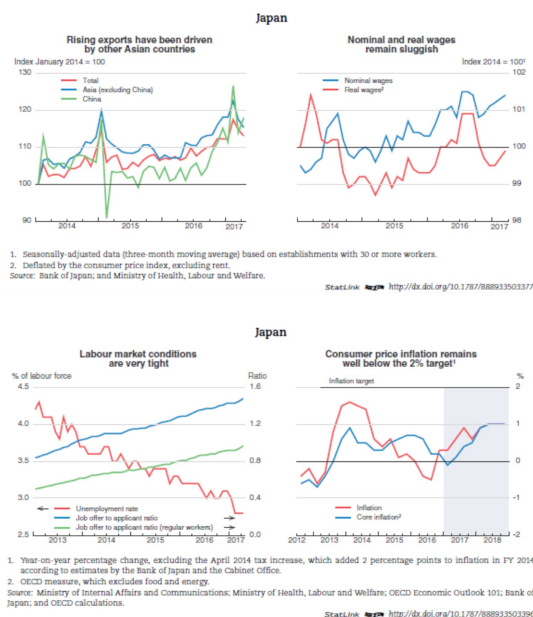 Japan
Rising exports have been driven
by other Asian countries
Index January 2014 = 100
130
120
110
100
90
Total
Asia (excluding China)
China
2014
2015
2016
2017
Nominal and real wages
remain sluggish
Index 2014 = 100¹
Nominal wages
Real wages²
102
101
100
99
98
2014
2015
2016
2017
1. Seasonally-adjusted data (three-month moving average) based on establishments with 30 or more workers.
2. Deflated by the consumer price index, excluding rent.
Source: Bank of Japan; and Ministry of Health, Labour and Welfare.
StatLink http://dx.doi.org/10.1787/888933503377
Japan
Labour market conditions
are very tight
% of labour force
Ratio
4.5
4.0
3.5
3.0
2.5
1.6
1.2
0.8
0.4
0.0
Unemployment rate
Job offer to applicant ratio
Job offer to applicant ratio (regular workers)
2013
2014
2015
2016
2017
Consumer price inflation remains
well below the 2% target¹
%
Inflation target
2
1
0
-1
-2
Inflation
Core inflation²
2012
2013
2014
2015
2016
2017
2018
1. Year-on-year percentage change, excluding the April 2014 tax increase, which added 2 percentage points to inflation in FY 2014
according to estimates by the Bank of Japan and the Cabinet Office.
2. OECD measure, which excludes food and energy.
Source: Ministry of Internal Affairs and Communications; Ministry of Health, Labour and Welfare; OECD Economic Outlook 101; Bank of
Japan; and OECD calculations.
StatLink http://dx.doi.org/10.1787/888933503396